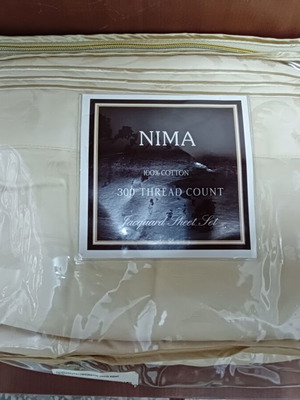 NIMA
100% COTTON
300 THREAD COUNT
Jacquard Sheet Set